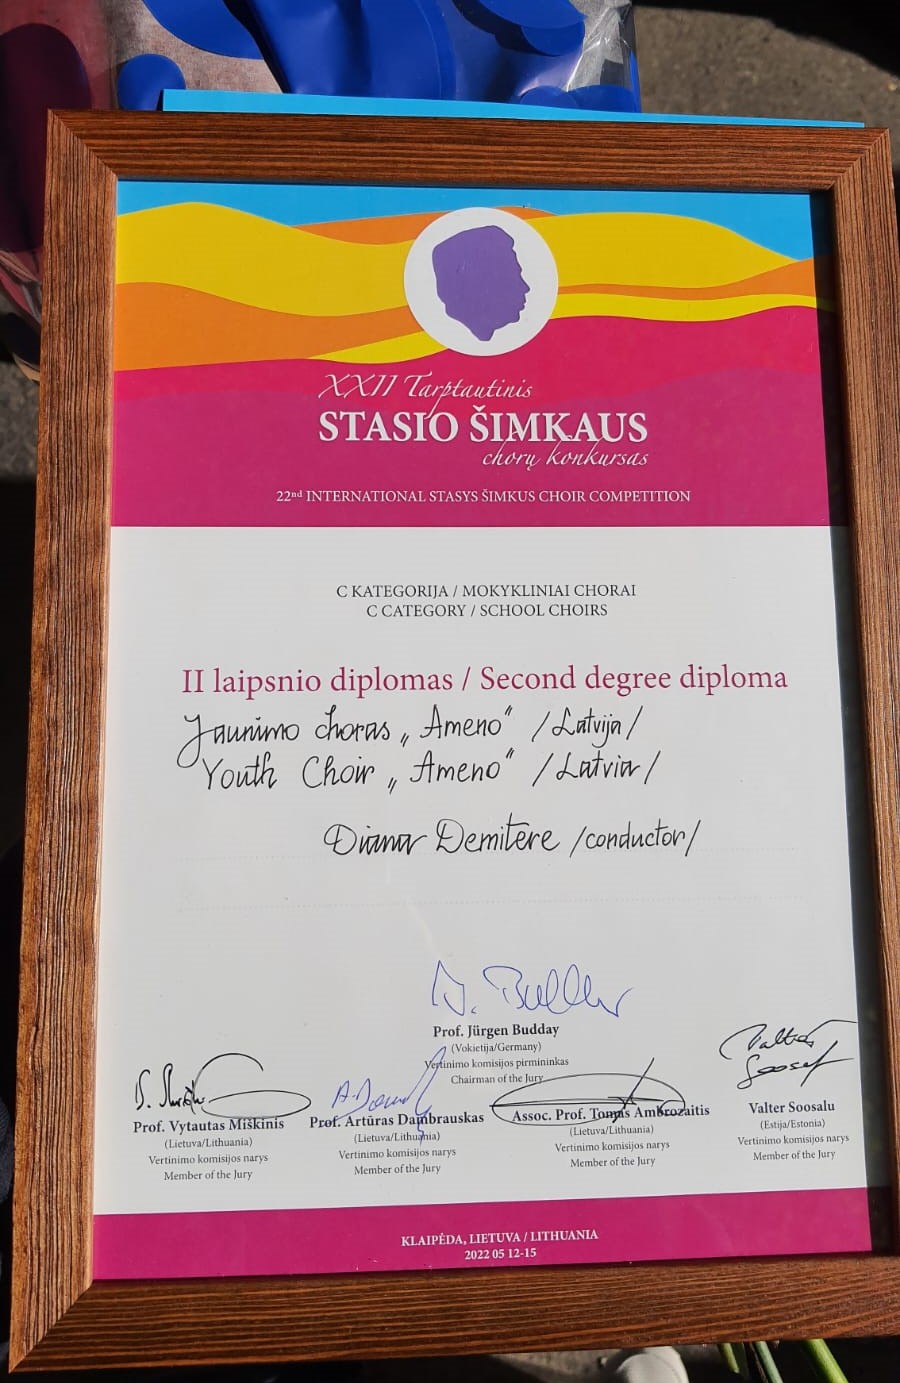 XXII Tarptautinis
STASIO ŠIMKAUS
chorų konkursas
22nd INTERNATIONAL STASYS ŠIMKUS CHOIR COMPETITION
C KATEGORIJA / MOKYKLINIAI CHORAI
C CATEGORY / SCHOOL CHOIRS
II laipsnio diplomas / Second degree diploma
Jaunimo choras „Ameno“ /Latvija/
Youth Choir „Ameno“ /Latvia/
Diana Demitere /conductor/
Prof. Jürgen Budday
(Vokietija/Germany)
Vertinimo komisijos pirmininkas
Chairman of the Jury
Prof. Vytautas Miškinis
(Lietuva/Lithuania)
Vertinimo komisijos narys
Member of the Jury
Prof. Artūras Dambrauskas
(Lietuva/Lithuania)
Vertinimo komisijos narys
Member of the Jury
Assoc. Prof. Tomas Ambrozaitis
(Lietuva/Lithuania)
Vertinimo komisijos narys
Member of the Jury
Valter Soosalu
(Estija/Estonia)
Vertinimo komisijos narys
Member of the Jury
KLAIPĖDA, LIETUVA / LITHUANIA
2022 05 12-15